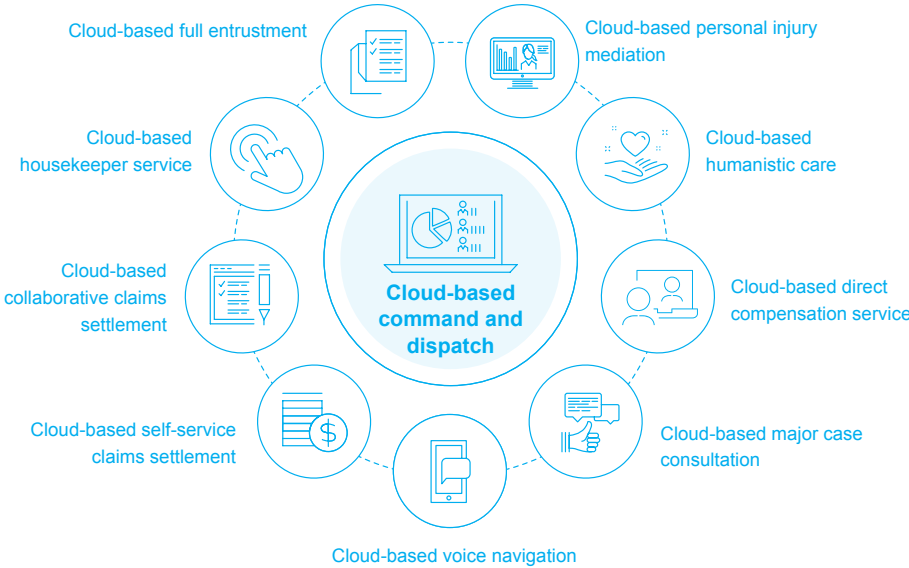 Cloud-based full entrustment
Cloud-based personal injury
mediation
Cloud-based
housekeeper service
Cloud-based
humanistic care
Cloud-based
collaborative claims
settlement
Cloud-based
command and
dispatch
Cloud-based direct
compensation service
Cloud-based self-service
claims settlement
$
Cloud-based major case
consultation
Cloud-based voice navigation